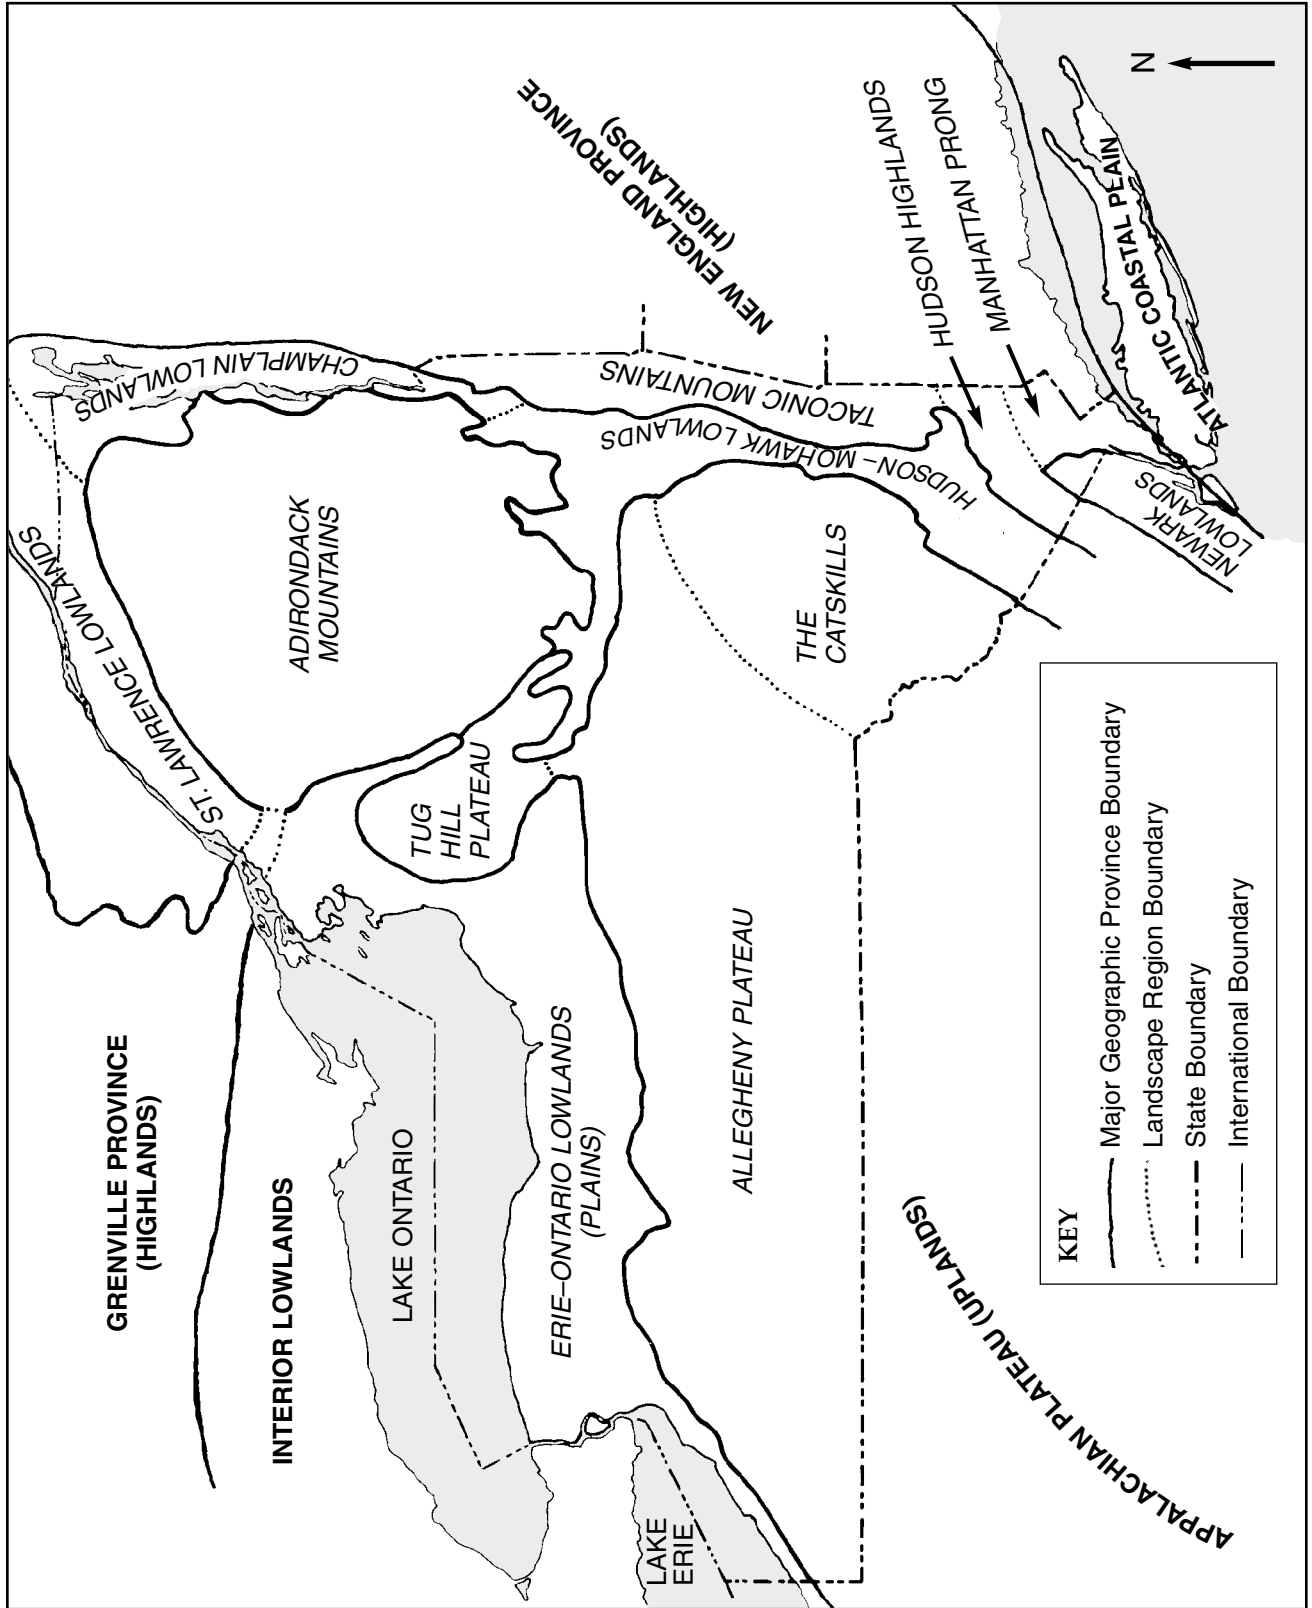 GRENVILLE PROVINCE
(HIGHLANDS)
INTERIOR LOWLANDS
LAKE ONTARIO
ERIE–ONTARIO LOWLANDS
(PLAINS)
LAKE
ERIE
ALLEGHENY PLATEAU
APPALACHIAN PLATEAU (UPLANDS)
ST. LAWRENCE LOWLANDS
CHAMPLAIN LOWLANDS
ADIRONDACK
MOUNTAINS
TUG
HILL
PLATEAU
THE
CATSKILLS
HUDSON–MOHAWK LOWLANDS
TACONIC MOUNTAINS
NEW ENGLAND PROVINCE
(HIGHLANDS)
HUDSON HIGHLANDS
MANHATTAN PRONG
NEWARK
LOWLANDS
ATLANTIC COASTAL PLAIN
N
KEY
Major Geographic Province Boundary
Landscape Region Boundary
State Boundary
International Boundary